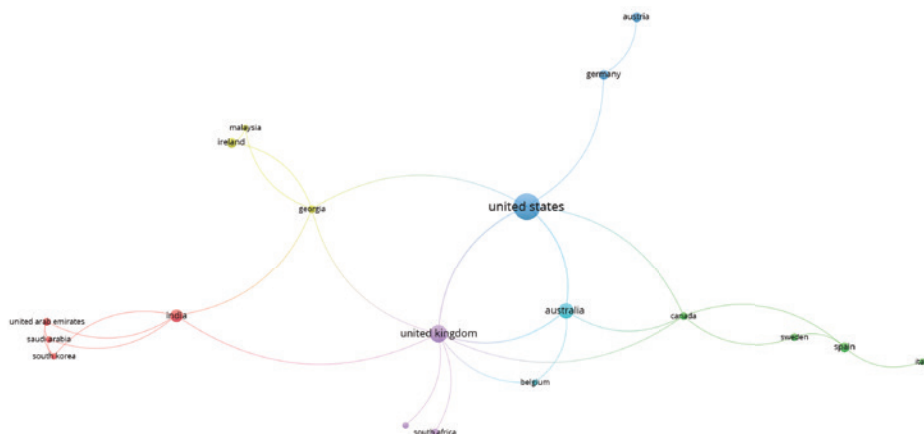 austria
germany
malaysia
ireland
united states
georgia
australia
india
canada
united arab emirates
united kingdom
sweden
saudi arabia
spain
south korea
belgium
south africa